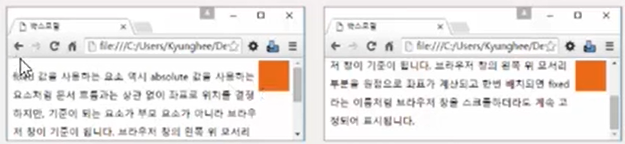 박스모델
file:///C:/Users/Kyunghee/De
fixed 값을 사용하는 요소 역시 absolute 값을 사용하는
요소처럼 문서 흐름과는 상관 없이 좌표로 위치를 결정
하지만, 기준이 되는 요소가 부모 요소가 아니라 브라우
저 창이 기준이 됩니다. 브라우저 창의 왼쪽 위 모서리
박스모델
file:///C:/Users/Kyunghee/De
저 창이 기준이 됩니다. 브라우저 창의 왼쪽 위 모서리
부분을 원점으로 좌표가 계산되고 한번 배치되면 fixed
라는 이름처럼 브라우저 창을 스크롤하더라도 계속 고
정되어 표시됩니다.